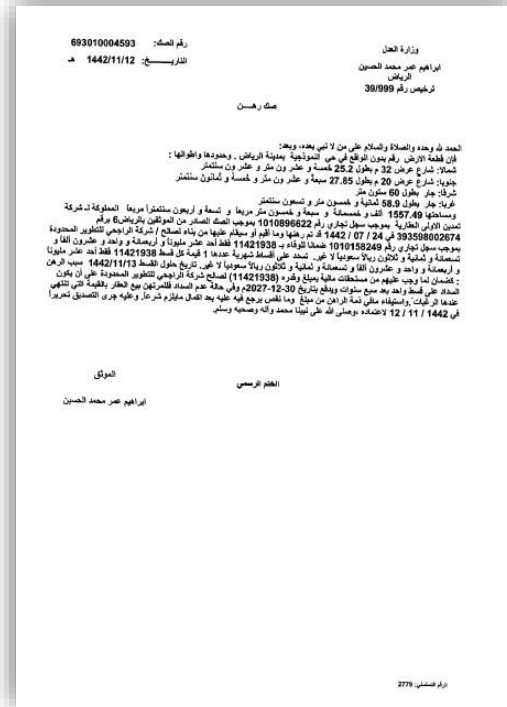 وزارة العدل
رقم الصك: 693010004593
ابراهيم عمر محمد الحسين
التاريـــــــخ: 1442/11/12 هـ
الرياض
ترخيص رقم 39/999
صك رهـــن
الحمد لله وحده والصلاة والسلام على من لا نبي بعده، وبعد:
فإن قطعة الارض رقم بدون الواقع في حي النموذجية بمدينة الرياض . وحدودها واطوالها :
شمالا: شارع عرض 32 م بطول 25.2 خمسة و عشر ون متر و عشر ون سنتمتر
جنوبا: شارع عرض 20 م بطول 27.85 سبعة و عشر ون متر و خمسة و ثمانون سنتمتر
شرقا: جار بطول 60 ستون متر
غربا: جار بطول 58.9 ثمانية و خمسون متر و تسعون سنتمتر
ومساحتها 1557.49 ألف و خمسمائة و سبعة و خمسون متر مربعا و تسعة و أربعون سنتمترا مربعا المملوكة لـ شركة
تمدين الاولى العقارية بموجب سجل تجاري رقم 1010896622 بموجب الصك الصادر من الموثقين بالرياض6 برقم
393598002674 في 24 / 07 / 1442 قد تم رهنها وما أقيم أو سيقام عليها من بناء لصالح / شركة الراجحي للتطوير المحدودة
بموجب سجل تجاري رقم 1010158249 ضمانا للوفاء بـ 11421938 فقط أحد عشر مليونا و أربعمائة و واحد و عشرون ألفا و
تسعمائة و ثمانية و ثلاثون ريالا سعوديا لا غير. تسدد على أقساط شهرية عددها 1 قيمة كل قسط 11421938 فقط أحد عشر مليونا
و أربعمائة و واحد و عشرون ألفا و تسعمائة و ثمانية و ثلاثون ريالا سعوديا لا غير. تاريخ حلول القسط 1442/11/13 سبب الرهن
: كضمان لما وجب عليهم من مستحقات مالية بمبلغ وقدره (11421938) لصالح شركة الراجحي للتطوير المحدودة على أن يكون
السداد على قسط واحد بعد سبع سنوات ويدفع بتاريخ 30-12-2027م وفي حالة عدم السداد فللمرتهن بيع العقار بالقيمة التي تنتهي
عندها الرغبات،واستيفاء مافي ذمة الراهن من مبلغ وما نقص يرجع فيه عليه بعد اكمال مايلزم شرعا. وعليه جرى التصديق تحريرا
في 1442 / 11 / 12 لاعتماده ،وصلى الله على نبينا محمد وآله وصحبه وسلم.
الموثق
الختم الرسمي
ابراهيم عمر محمد الحسين
الرقم التسلسلي: 2779